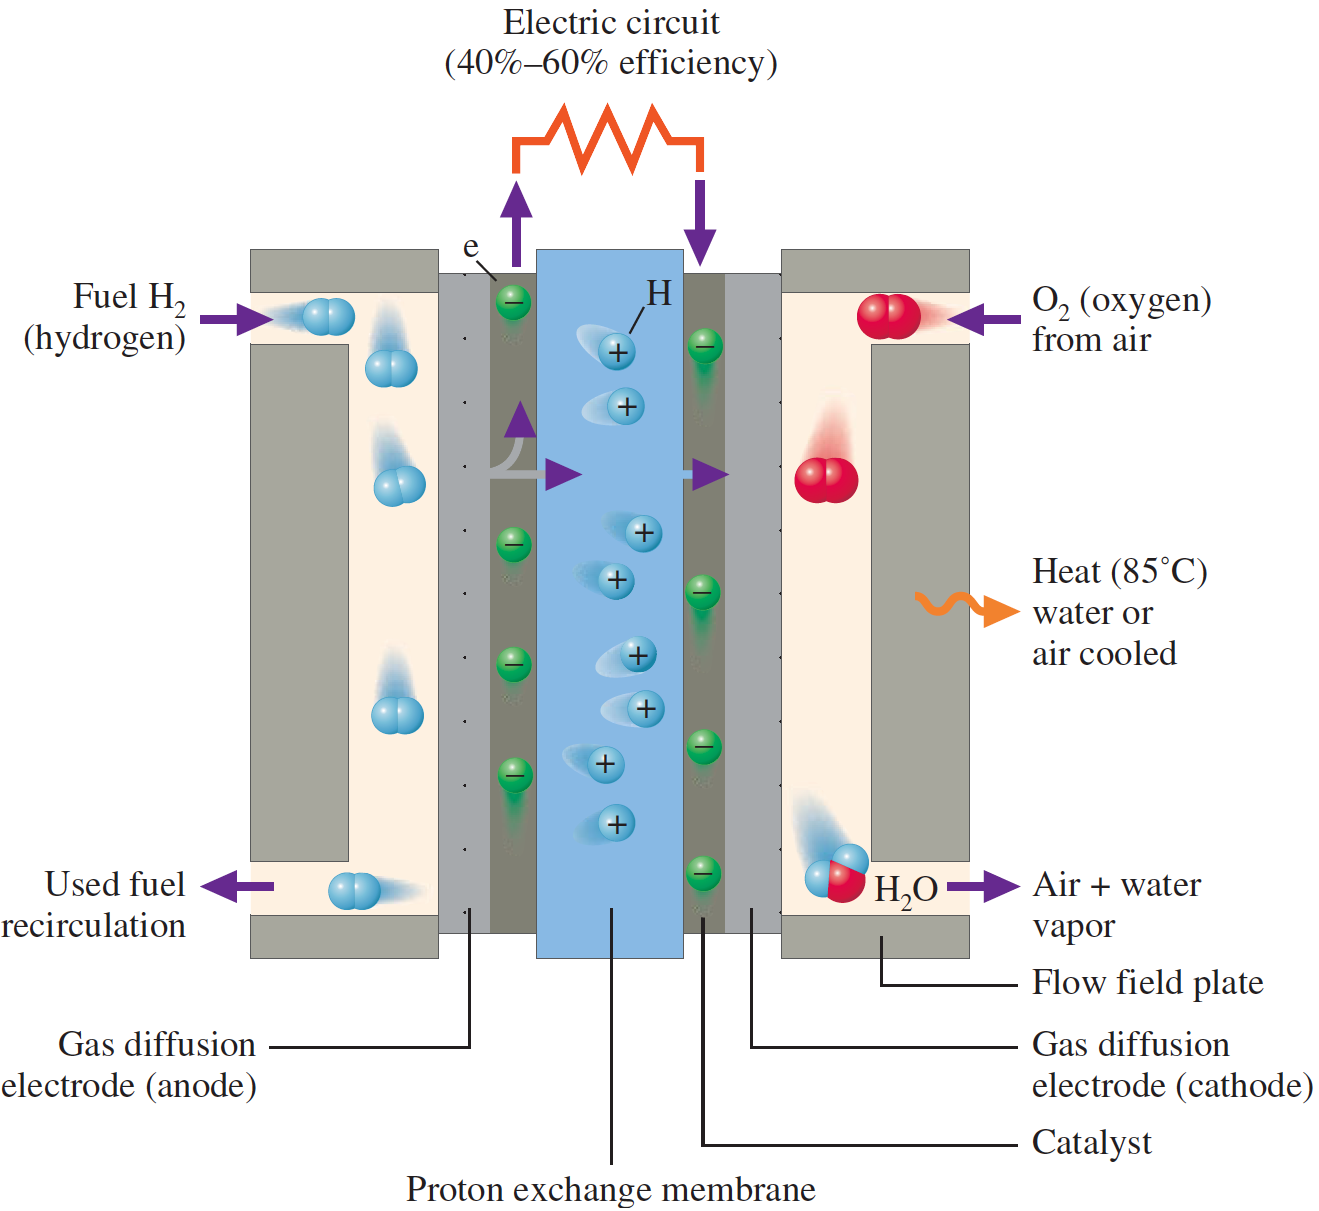 Electric circuit
(40%–60% efficiency)
e
H
Fuel H₂
(hydrogen)
O₂ (oxygen)
from air
−
−
+
+
−
+
−
+
−
−
+
+
−
+
−
+
−
Heat (85˚C)
water or
air cooled
Used fuel
recirculation
H₂O
Air + water
vapor
Flow field plate
Gas diffusion
electrode (anode)
Gas diffusion
electrode (cathode)
Catalyst
Proton exchange membrane